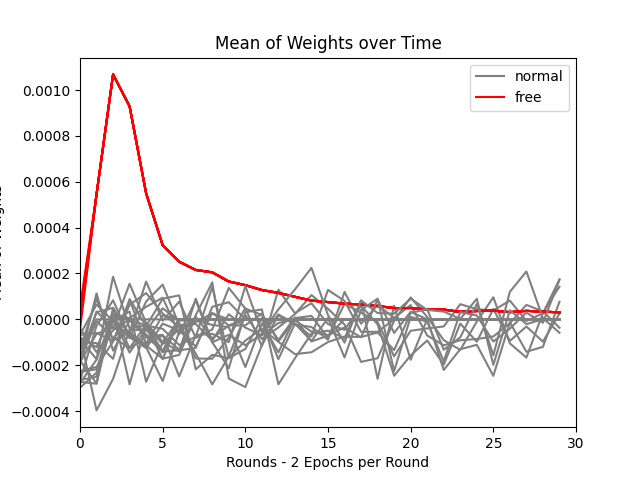 Mean of Weights over Time
normal
free
0.0010
0.0008
0.0006
0.0004
0.0002
0.0000
−0.0002
−0.0004
0 5 10 15 20 25 30
Rounds - 2 Epochs per Round